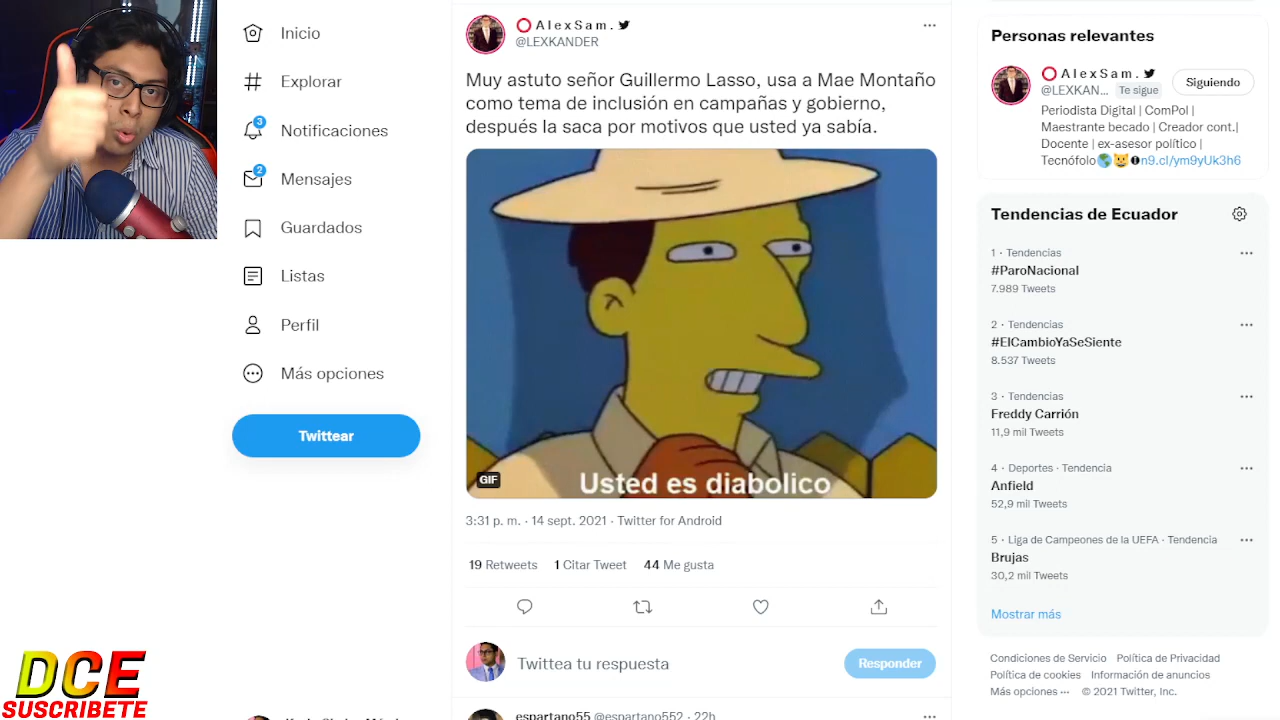 Inicio
Explorar
3
Notificaciones
2
Mensajes
Guardados
Listas
Perfil
Más opciones
Twittear
DCE
SUSCRIBETE
AlexSam.
@LEXKANDER
Muy astuto señor Guillermo Lasso, usa a Mae Montaño
como tema de inclusión en campañas y gobierno,
después la saca por motivos que usted ya sabía.
GIF
Usted es diabolico
3:31 p. m. · 14 sept. 2021 · Twitter for Android
19 Retweets 1 Citar Tweet 44 Me gusta
Twittea tu respuesta
Responder
espartano55 @espartano552 · 22h
Personas relevantes
AlexSam.
@LEXKAN... Te sigue
Siguiendo
Periodista Digital | ComPol |
Maestrante becado | Creador cont.|
Docente | ex-asesor político |
Tecnófolo🌎😺n9.cl/ym9yUk3h6
Tendencias de Ecuador
1 · Tendencias
#ParoNacional
7.989 Tweets
2 · Tendencias
#ElCambioYaSeSiente
8.537 Tweets
3 · Tendencias
Freddy Carrión
11,9 mil Tweets
4 · Deportes · Tendencia
Anfield
52,9 mil Tweets
5 · Liga de Campeones de la UEFA · Tendencia
Brujas
30,2 mil Tweets
Mostrar más
Condiciones de Servicio Política de Privacidad
Política de cookies Información de anuncios
Más opciones ··· © 2021 Twitter, Inc.